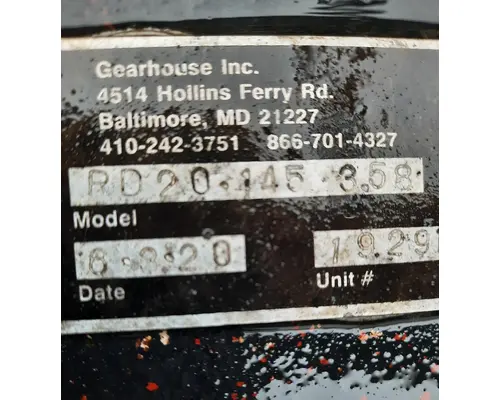 Gearhouse Inc.
4514 Hollins Ferry Rd.
Baltimore, MD 21227
410-242-3751 866-701-4327
RD20.145 3.58
Model
6.8.20 1929
Date Unit #